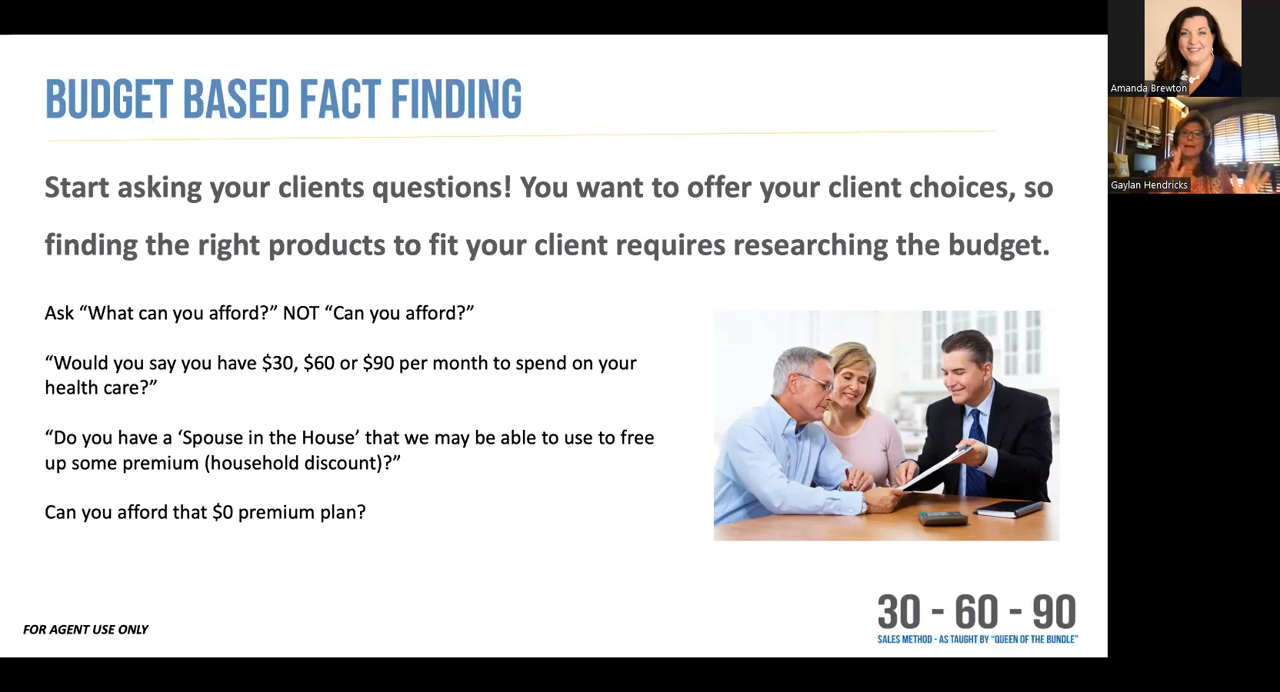 BUDGET BASED FACT FINDING
Start asking your clients questions! You want to offer your client choices, so
finding the right products to fit your client requires researching the budget.
Ask “What can you afford?” NOT “Can you afford?”
“Would you say you have $30, $60 or $90 per month to spend on your
health care?”
“Do you have a ‘Spouse in the House’ that we may be able to use to free
up some premium (household discount)?”
Can you afford that $0 premium plan?
FOR AGENT USE ONLY
30 - 60 - 90
SALES METHOD - AS TAUGHT BY “QUEEN OF THE BUNDLE”
Amanda Brewton
Gaylan Hendricks